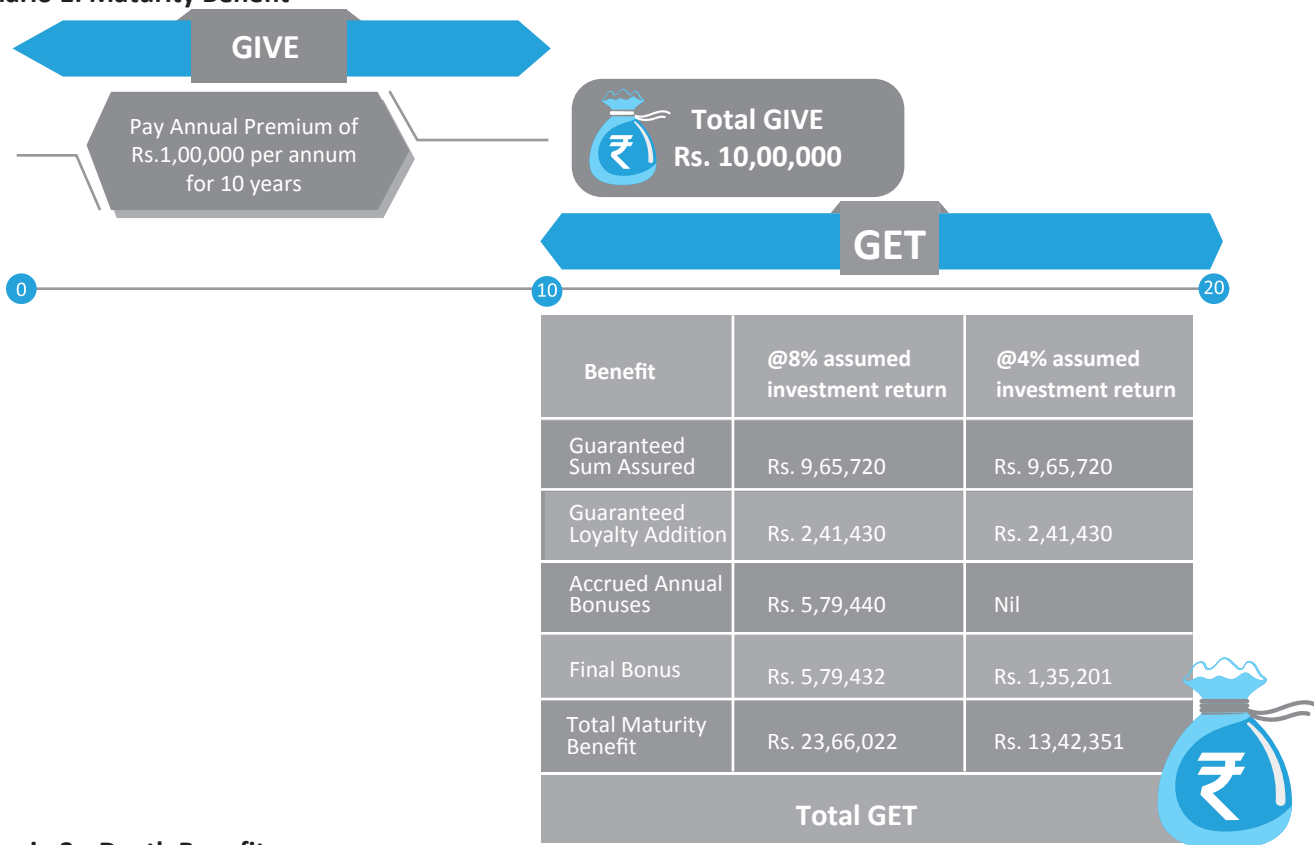 Maturity Benefit
GIVE
Pay Annual Premium of
Rs.1,00,000 per annum
for 10 years
₹
Total GIVE
Rs. 10,00,000
GET
0
10
20
Benefit
@8% assumed
investment return
@4% assumed
investment return
Guaranteed
Sum Assured
Rs. 9,65,720
Rs. 9,65,720
Guaranteed
Loyalty Addition
Rs. 2,41,430
Rs. 2,41,430
Accrued Annual
Bonuses
Rs. 5,79,440
Nil
Final Bonus
Rs. 5,79,432
Rs. 1,35,201
Total Maturity
Benefit
Rs. 23,66,022
Rs. 13,42,351
₹
Total GET